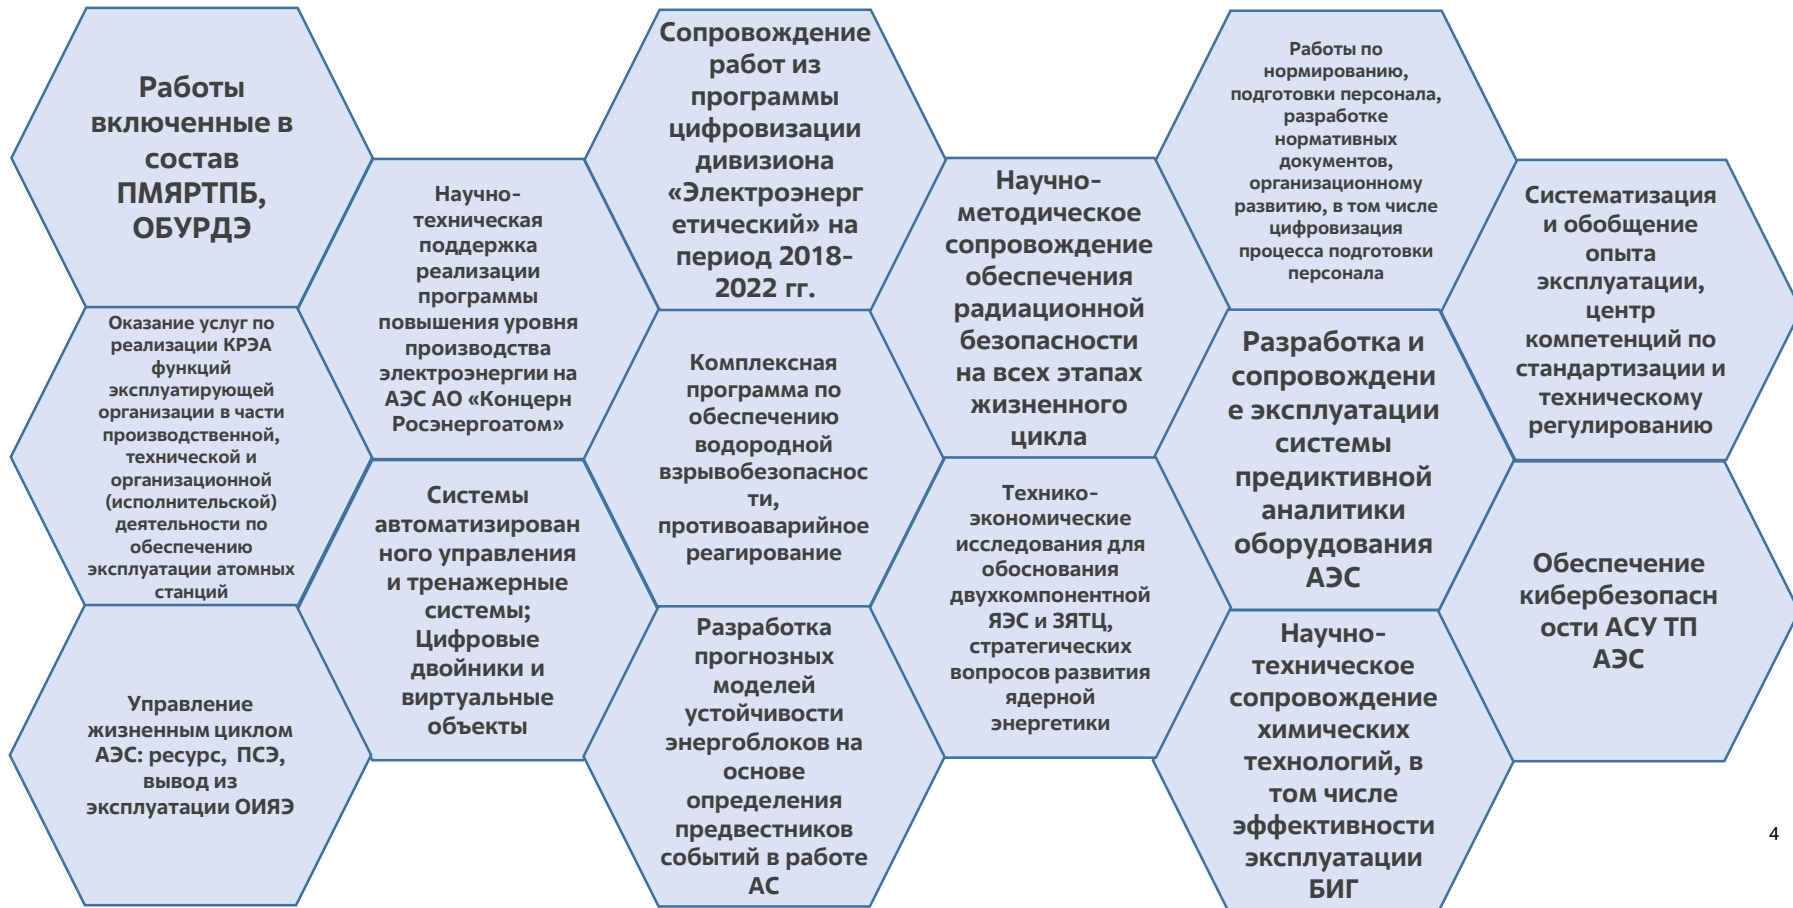 Работы
включенные в
состав
ПМЯРТПБ,
ОБУРДЭ
Оказание услуг по
реализации КРЭА
функций
эксплуатирующей
организации в части
производственной,
технической и
организационной
(исполнительской)
деятельности по
обеспечению
эксплуатации атомных
станций
Управление
жизненным циклом
АЭС: ресурс, ПСЭ,
вывод из
эксплуатации ОИЯЭ
Научно-
техническая
поддержка
реализации
программы
повышения уровня
производства
электроэнергии на
АЭС АО «Концерн
Росэнергоатом»
Системы
автоматизирован
ного управления
и тренажерные
системы;
Цифровые
двойники и
виртуальные
объекты
Сопровождение
работ из
программы
цифровизации
дивизиона
«Электроэнерг
етический» на
период 2018-
2022 гг.
Комплексная
программа по
обеспечению
водородной
взрывобезопаснос
ти,
противоаварийное
реагирование
Разработка
прогнозных
моделей
устойчивости
энергоблоков на
основе
определения
предвестников
событий в работе
АС
Научно-
методическое
сопровождение
обеспечения
радиационной
безопасности
на всех этапах
жизненного
цикла
Технико-
экономические
исследования для
обоснования
двухкомпонентной
ЯЭС и ЗЯТЦ,
стратегических
вопросов развития
ядерной
энергетики
Работы по
нормированию,
подготовки персонала,
разработке
нормативных
документов,
организационному
развитию, в том числе
цифровизация
процесса подготовки
персонала
Разработка и
сопровождени
е эксплуатации
системы
предиктивной
аналитики
оборудования
АЭС
Научно-
техническое
сопровождение
химических
технологий, в
том числе
эффективности
эксплуатации
БИГ
Систематизация
и обобщение
опыта
эксплуатации,
центр
компетенций по
стандартизации и
техническому
регулированию
Обеспечение
кибербезопасн
ости АСУ ТП
АЭС
4